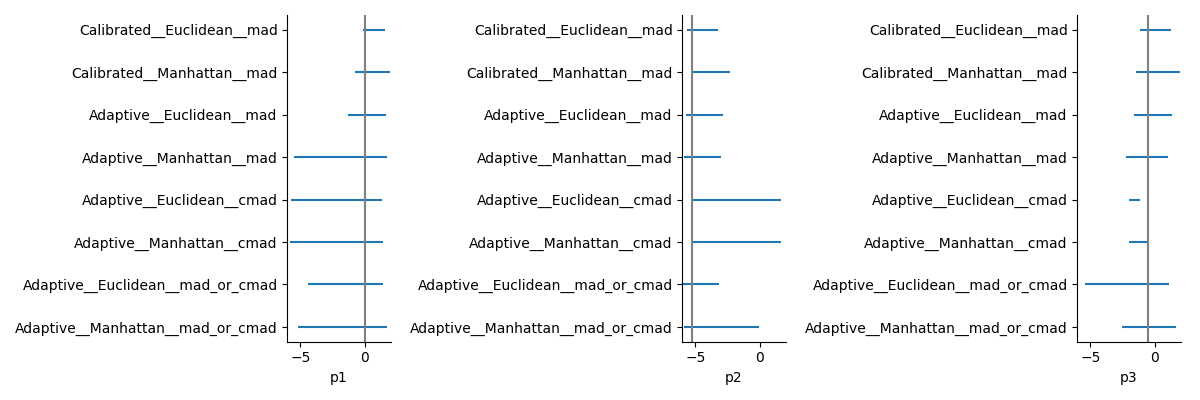 Calibrated__Euclidean__mad
Calibrated__Manhattan__mad
Adaptive__Euclidean__mad
Adaptive__Manhattan__mad
Adaptive__Euclidean__cmad
Adaptive__Manhattan__cmad
Adaptive__Euclidean__mad_or_cmad
Adaptive__Manhattan__mad_or_cmad
−5 0
p1
Calibrated__Euclidean__mad
Calibrated__Manhattan__mad
Adaptive__Euclidean__mad
Adaptive__Manhattan__mad
Adaptive__Euclidean__cmad
Adaptive__Manhattan__cmad
Adaptive__Euclidean__mad_or_cmad
Adaptive__Manhattan__mad_or_cmad
−5 0
p2
Calibrated__Euclidean__mad
Calibrated__Manhattan__mad
Adaptive__Euclidean__mad
Adaptive__Manhattan__mad
Adaptive__Euclidean__cmad
Adaptive__Manhattan__cmad
Adaptive__Euclidean__mad_or_cmad
Adaptive__Manhattan__mad_or_cmad
−5 0
p3